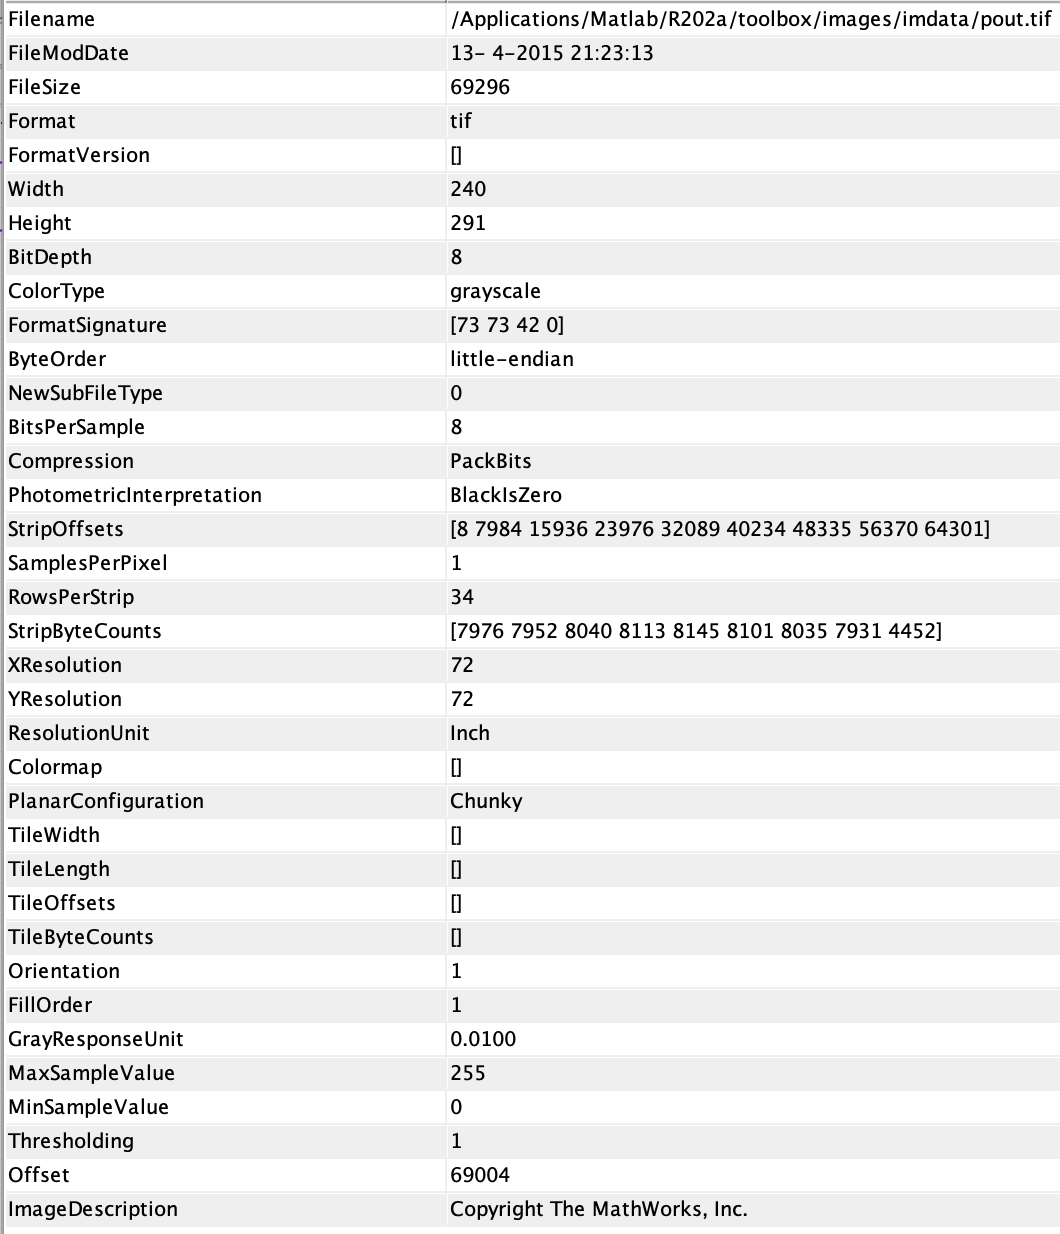 Filename /Applications/Matlab/R202a/toolbox/images/imdata/pout.tif
FileModDate 13- 4-2015 21:23:13
FileSize 69296
Format tif
FormatVersion []
Width 240
Height 291
BitDepth 8
ColorType grayscale
FormatSignature [73 73 42 0]
ByteOrder little-endian
NewSubFileType 0
BitsPerSample 8
Compression PackBits
PhotometricInterpretation BlackIsZero
StripOffsets [8 7984 15936 23976 32089 40234 48335 56370 64301]
SamplesPerPixel 1
RowsPerStrip 34
StripByteCounts [7976 7952 8040 8113 8145 8101 8035 7931 4452]
XResolution 72
YResolution 72
ResolutionUnit Inch
Colormap []
PlanarConfiguration Chunky
TileWidth []
TileLength []
TileOffsets []
TileByteCounts []
Orientation 1
FillOrder 1
GrayResponseUnit 0.0100
MaxSampleValue 255
MinSampleValue 0
Thresholding 1
Offset 69004
ImageDescription Copyright The MathWorks, Inc.